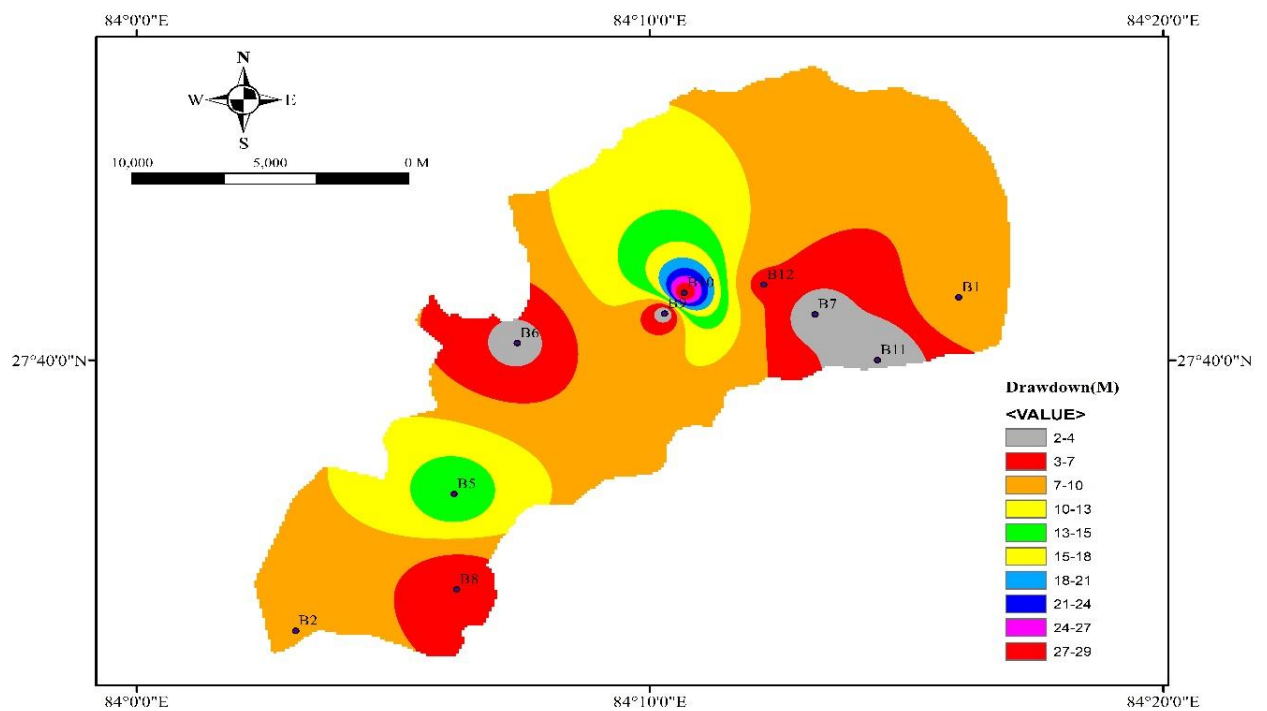 84°0'0"E 84°10'0"E 84°20'0"E
N
W E
S
10,000 5,000 0 M
B12
B10
B1
B9
B7
27°40'0"N 27°40'0"N
B6
B11
Drawdown(M)
<VALUE>
2-4
3-7
7-10
10-13
B5
13-15
15-18
18-21
B8
21-24
24-27
B2
27-29
84°0'0"E 84°10'0"E 84°20'0"E